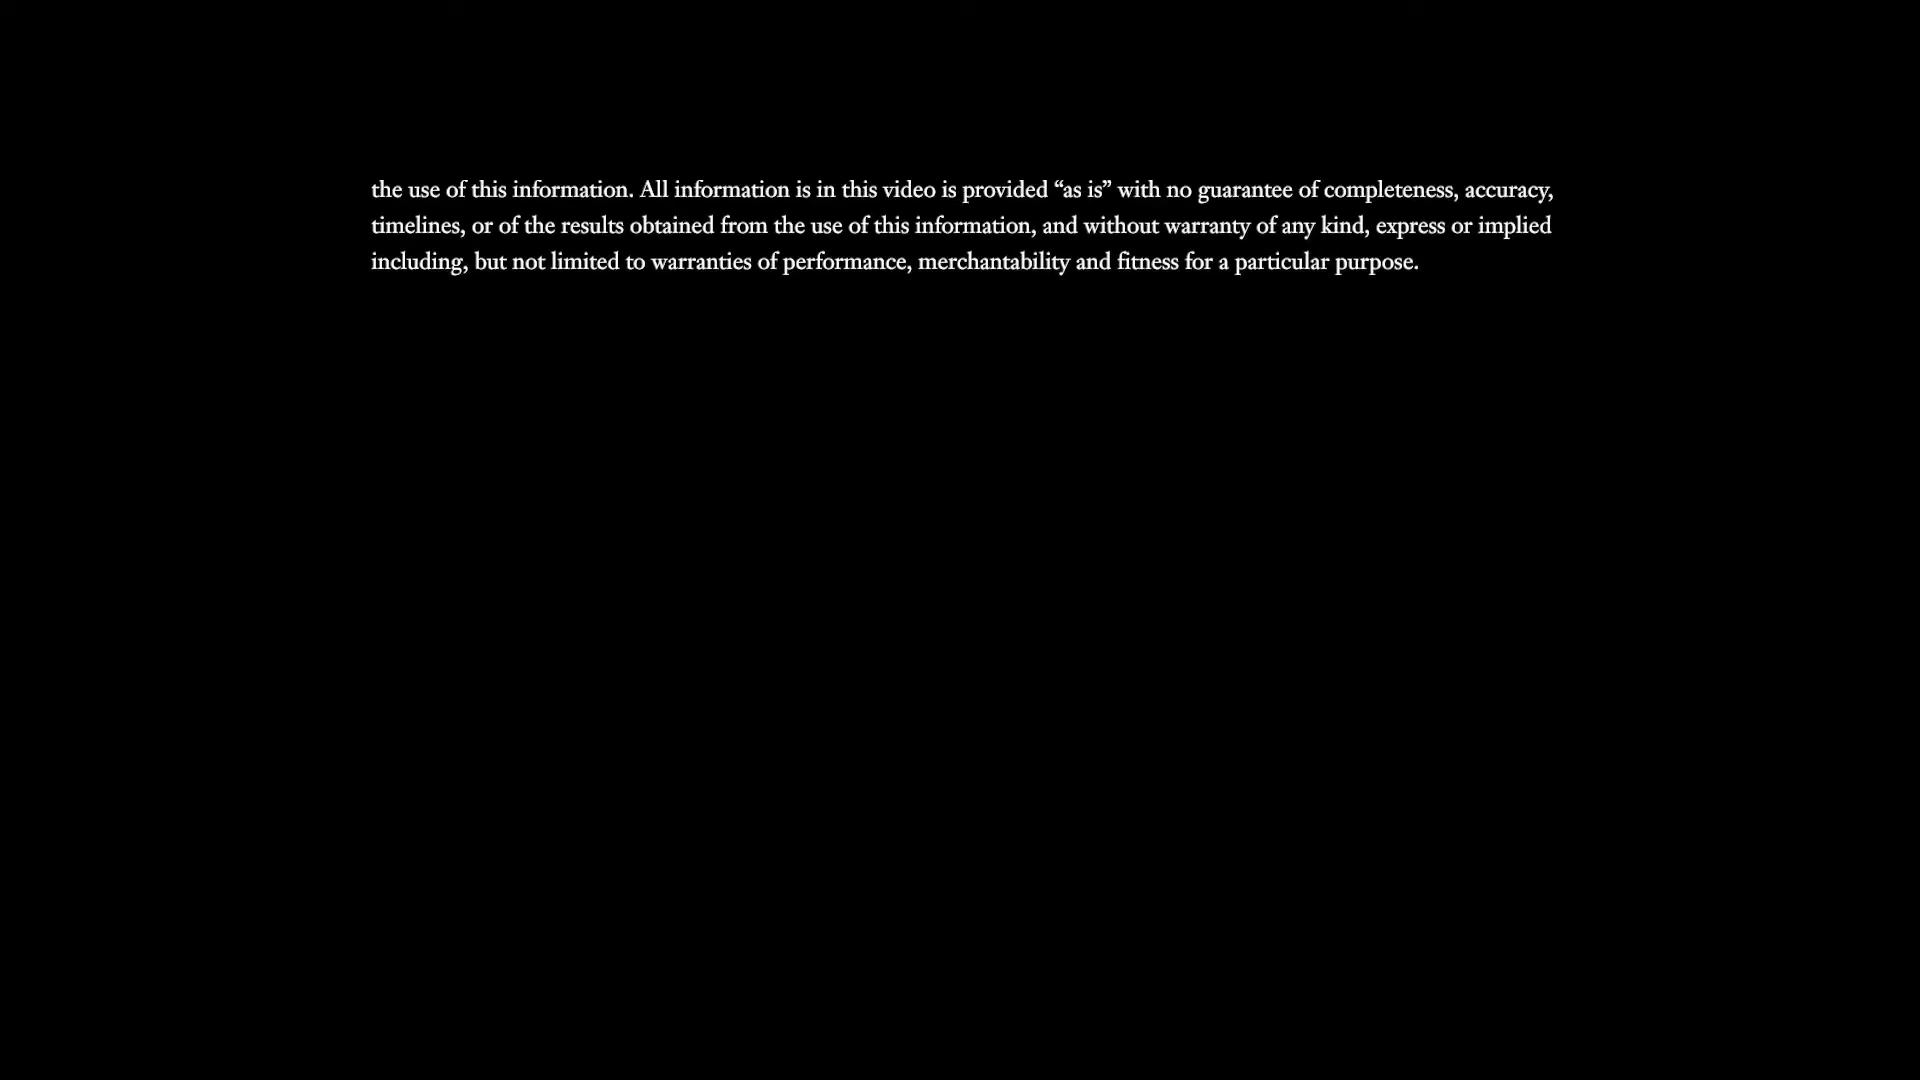 the use of this information. All information is in this video is provided “as is” with no guarantee of completeness, accuracy,
timelines, or of the results obtained from the use of this information, and without warranty of any kind, express or implied
including, but not limited to warranties of performance, merchantability and fitness for a particular purpose.